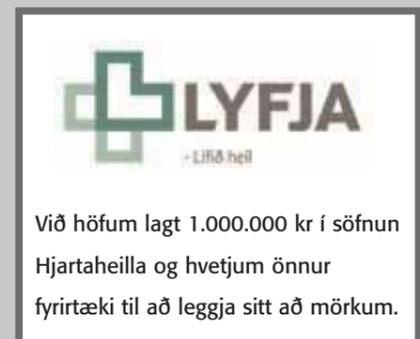 LYFJA
- Lifið heil
Við höfum lagt 1.000.000 kr í söfnun
Hjartaheilla og hvetjum önnur
fyrirtæki til að leggja sitt að mörkum.